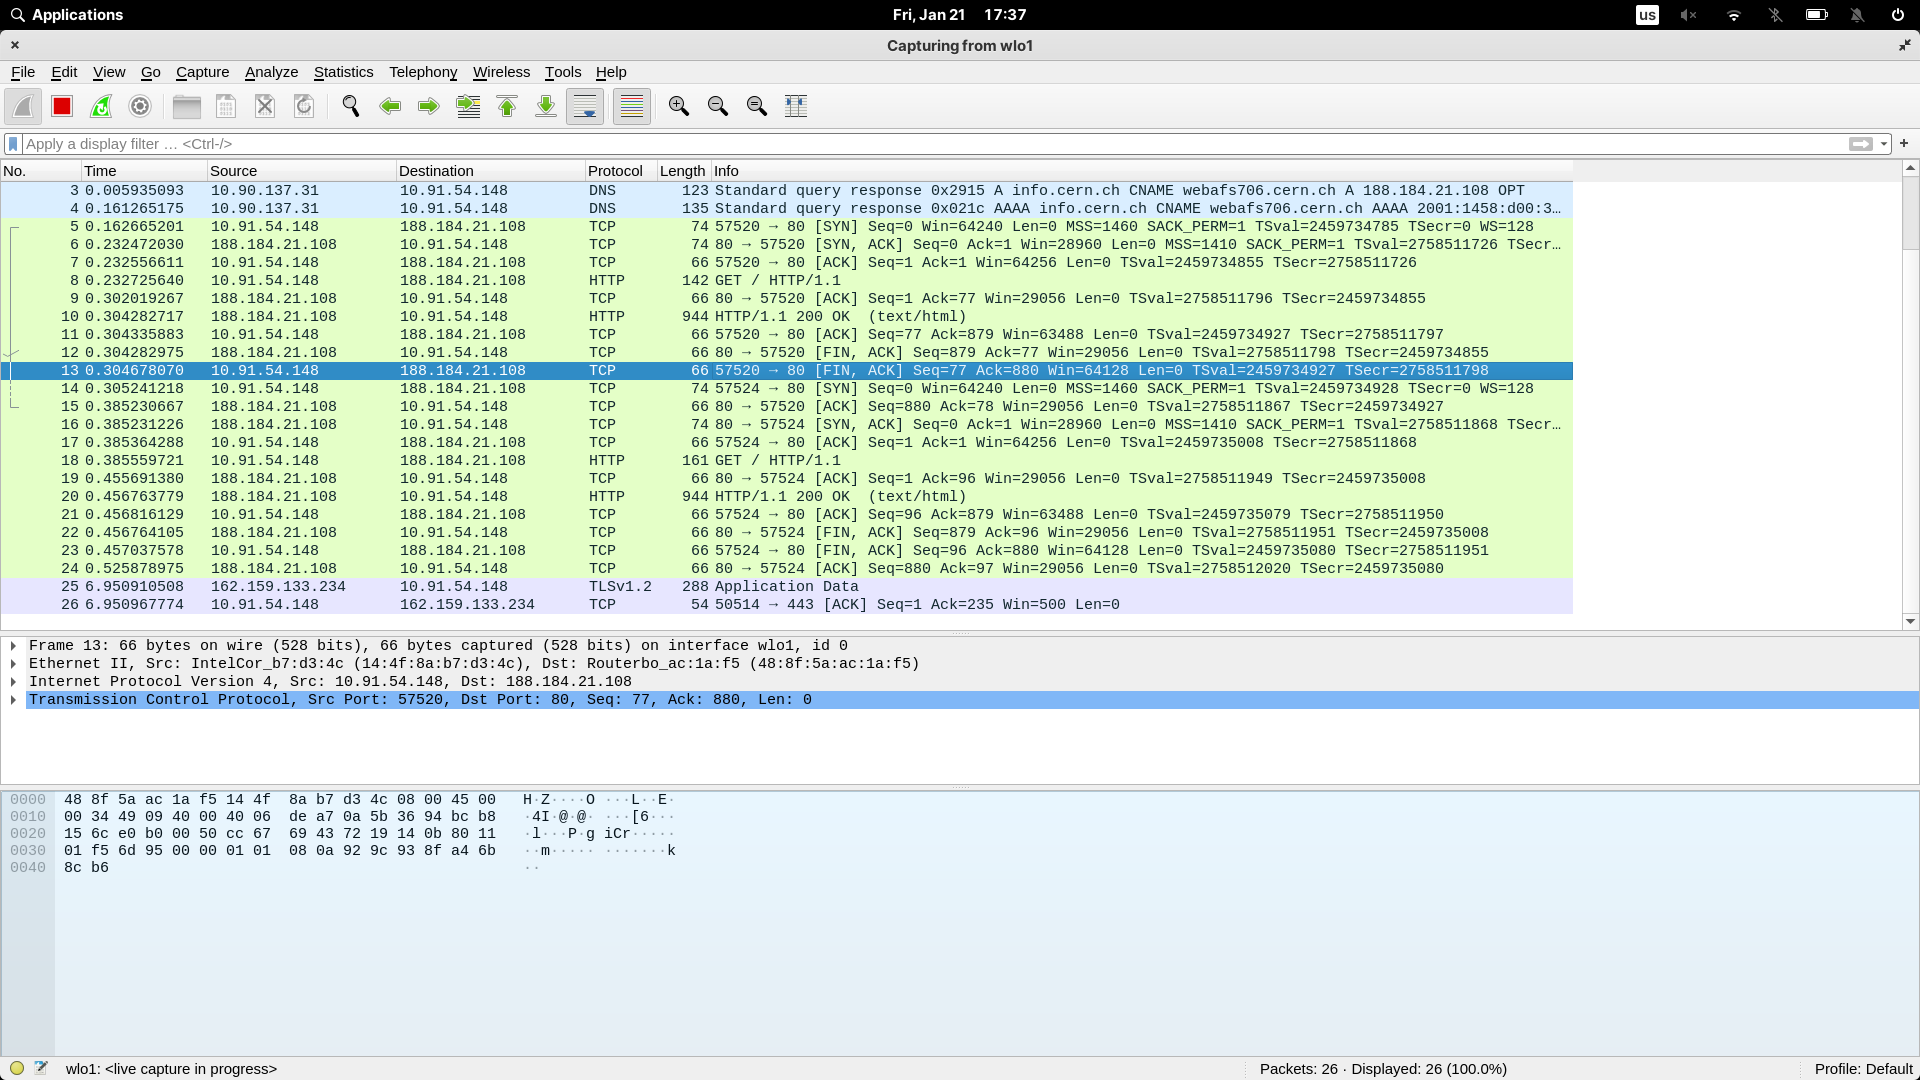 Applications
Fri, Jan 21 17:37
us
Capturing from wlo1
File Edit View Go Capture Analyze Statistics Telephony Wireless Tools Help
Apply a display filter … <Ctrl-/>
No. Time Source Destination Protocol Length Info
3 0.005935093 10.90.137.31 10.91.54.148 DNS 123 Standard query response 0x2915 A info.cern.ch CNAME webafs706.cern.ch A 188.184.21.108 OPT
4 0.161265175 10.90.137.31 10.91.54.148 DNS 135 Standard query response 0x021c AAAA info.cern.ch CNAME webafs706.cern.ch AAAA 2001:1458:d00:3…
5 0.162665201 10.91.54.148 188.184.21.108 TCP 74 57520 → 80 [SYN] Seq=0 Win=64240 Len=0 MSS=1460 SACK_PERM=1 TSval=2459734785 TSecr=0 WS=128
6 0.232472030 188.184.21.108 10.91.54.148 TCP 74 80 → 57520 [SYN, ACK] Seq=0 Ack=1 Win=28960 Len=0 MSS=1410 SACK_PERM=1 TSval=2758511726 TSecr…
7 0.232556611 10.91.54.148 188.184.21.108 TCP 66 57520 → 80 [ACK] Seq=1 Ack=1 Win=64256 Len=0 TSval=2459734855 TSecr=2758511726
8 0.232725640 10.91.54.148 188.184.21.108 HTTP 142 GET / HTTP/1.1
9 0.302019267 188.184.21.108 10.91.54.148 TCP 66 80 → 57520 [ACK] Seq=1 Ack=77 Win=29056 Len=0 TSval=2758511796 TSecr=2459734855
10 0.304282717 188.184.21.108 10.91.54.148 HTTP 944 HTTP/1.1 200 OK (text/html)
11 0.304335883 10.91.54.148 188.184.21.108 TCP 66 57520 → 80 [ACK] Seq=77 Ack=879 Win=63488 Len=0 TSval=2459734927 TSecr=2758511797
12 0.304282975 188.184.21.108 10.91.54.148 TCP 66 80 → 57520 [FIN, ACK] Seq=879 Ack=77 Win=29056 Len=0 TSval=2758511798 TSecr=2459734855
13 0.304678070 10.91.54.148 188.184.21.108 TCP 66 57520 → 80 [FIN, ACK] Seq=77 Ack=880 Win=64128 Len=0 TSval=2459734927 TSecr=2758511798
14 0.305241218 10.91.54.148 188.184.21.108 TCP 74 57524 → 80 [SYN] Seq=0 Win=64240 Len=0 MSS=1460 SACK_PERM=1 TSval=2459734928 TSecr=0 WS=128
15 0.385230667 188.184.21.108 10.91.54.148 TCP 66 80 → 57520 [ACK] Seq=880 Ack=78 Win=29056 Len=0 TSval=2758511867 TSecr=2459734927
16 0.385231226 188.184.21.108 10.91.54.148 TCP 74 80 → 57524 [SYN, ACK] Seq=0 Ack=1 Win=28960 Len=0 MSS=1410 SACK_PERM=1 TSval=2758511868 TSecr…
17 0.385364288 10.91.54.148 188.184.21.108 TCP 66 57524 → 80 [ACK] Seq=1 Ack=1 Win=64256 Len=0 TSval=2459735008 TSecr=2758511868
18 0.385559721 10.91.54.148 188.184.21.108 HTTP 161 GET / HTTP/1.1
19 0.455691380 188.184.21.108 10.91.54.148 TCP 66 80 → 57524 [ACK] Seq=1 Ack=96 Win=29056 Len=0 TSval=2758511949 TSecr=2459735008
20 0.456763779 188.184.21.108 10.91.54.148 HTTP 944 HTTP/1.1 200 OK (text/html)
21 0.456816129 10.91.54.148 188.184.21.108 TCP 66 57524 → 80 [ACK] Seq=96 Ack=879 Win=63488 Len=0 TSval=2459735079 TSecr=2758511950
22 0.456764105 188.184.21.108 10.91.54.148 TCP 66 80 → 57524 [FIN, ACK] Seq=879 Ack=96 Win=29056 Len=0 TSval=2758511951 TSecr=2459735008
23 0.457037578 10.91.54.148 188.184.21.108 TCP 66 57524 → 80 [FIN, ACK] Seq=96 Ack=880 Win=64128 Len=0 TSval=2459735080 TSecr=2758511951
24 0.525878975 188.184.21.108 10.91.54.148 TCP 66 80 → 57524 [ACK] Seq=880 Ack=97 Win=29056 Len=0 TSval=2758512020 TSecr=2459735080
25 6.950910508 162.159.133.234 10.91.54.148 TLSv1.2 288 Application Data
26 6.950967774 10.91.54.148 162.159.133.234 TCP 54 50514 → 443 [ACK] Seq=1 Ack=235 Win=500 Len=0
Frame 13: 66 bytes on wire (528 bits), 66 bytes captured (528 bits) on interface wlo1, id 0
Ethernet II, Src: IntelCor_b7:d3:4c (14:4f:8a:b7:d3:4c), Dst: Routerbo_ac:1a:f5 (48:8f:5a:ac:1a:f5)
Internet Protocol Version 4, Src: 10.91.54.148, Dst: 188.184.21.108
Transmission Control Protocol, Src Port: 57520, Dst Port: 80, Seq: 77, Ack: 880, Len: 0
0000 48 8f 5a ac 1a f5 14 4f 8a b7 d3 4c 08 00 45 00 H·Z····O ···L··E·
0010 00 34 49 09 40 00 40 06 de a7 0a 5b 36 94 bc b8 ·4I·@·@· ···[6···
0020 15 6c e0 b0 00 50 cc 67 69 43 72 19 14 0b 80 11 ·l···P·g iCr·····
0030 01 f5 6d 95 00 00 01 01 08 0a 92 9c 93 8f a4 6b ··m····· ·······k
0040 8c b6 ··
wlo1: <live capture in progress> Packets: 26 · Displayed: 26 (100.0%) Profile: Default